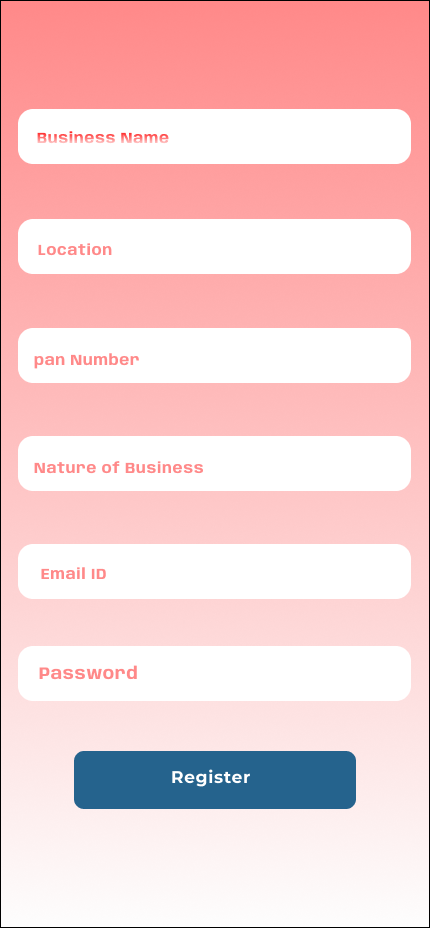 Business Name
Location
pan Number
Nature of Business
Email ID
Password
Register